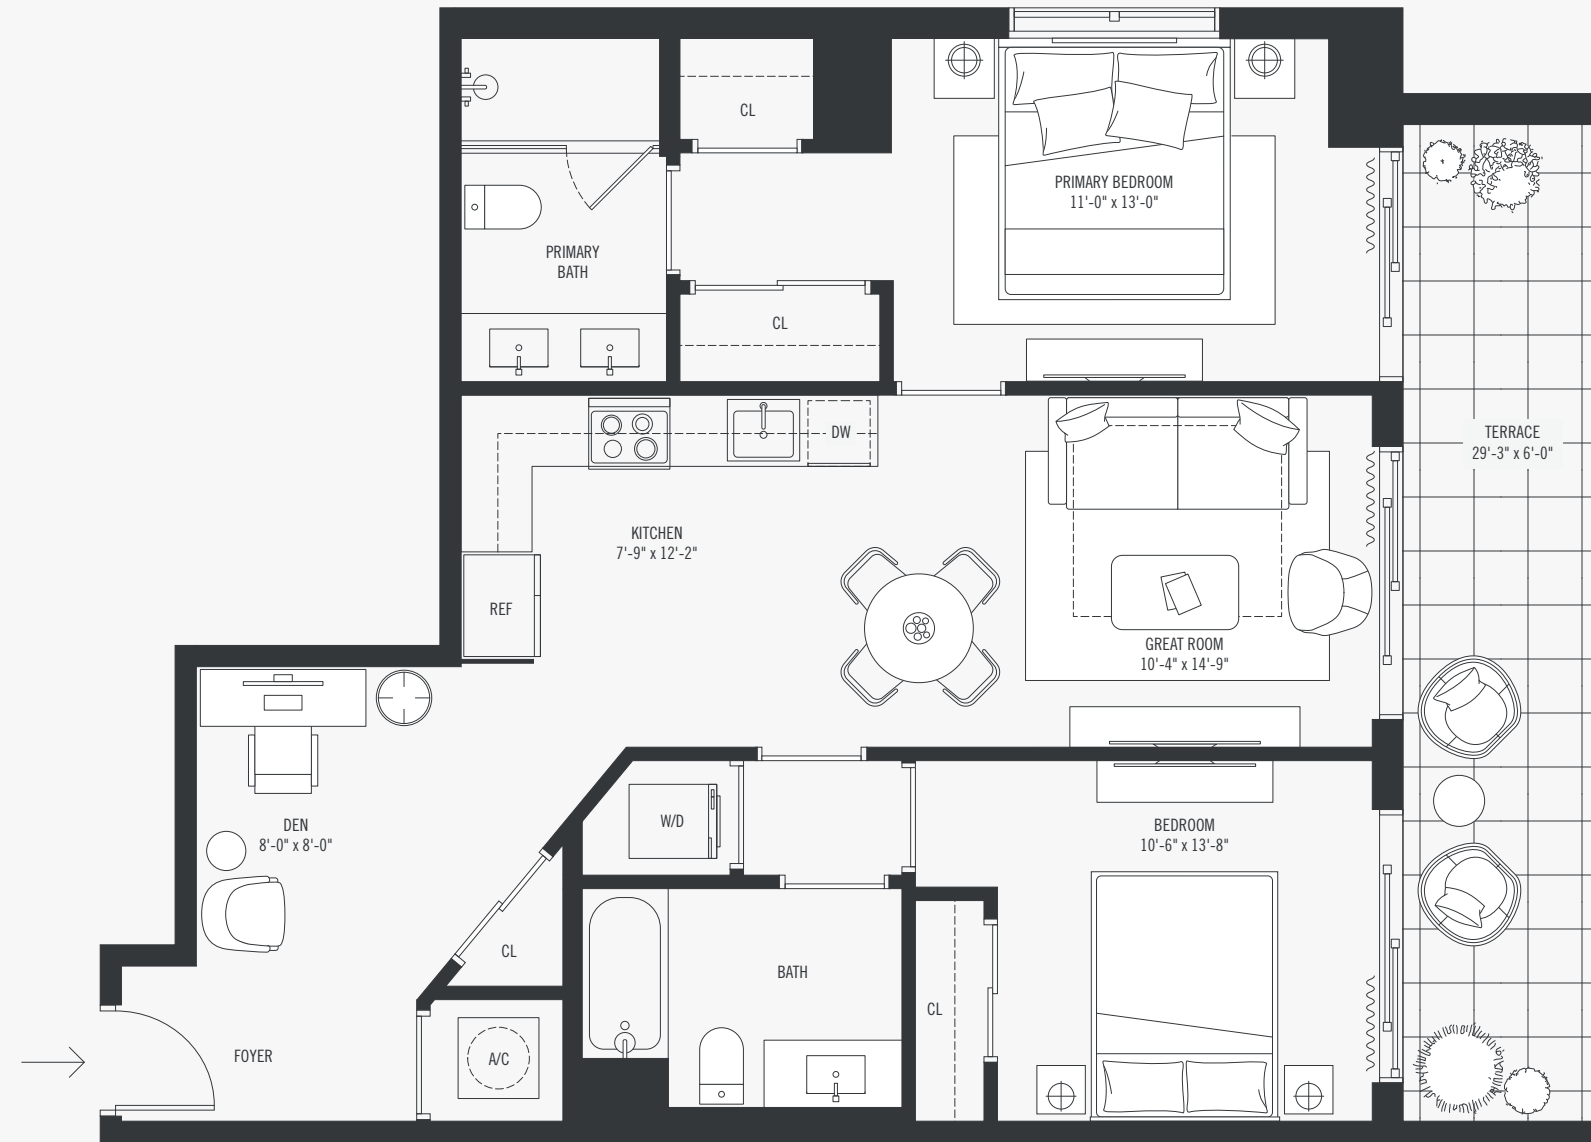 CL
PRIMARY BEDROOM
11'-0" x 13'-0"
PRIMARY
BATH
CL
DW
TERRACE
29'-3" x 6'-0"
KITCHEN
7'-9" x 12'-2"
REF
GREAT ROOM
10'-4" x 14'-9"
W/D
DEN
8'-0" x 8'-0"
BEDROOM
10'-6" x 13'-8"
CL
BATH
CL
FOYER
A/C